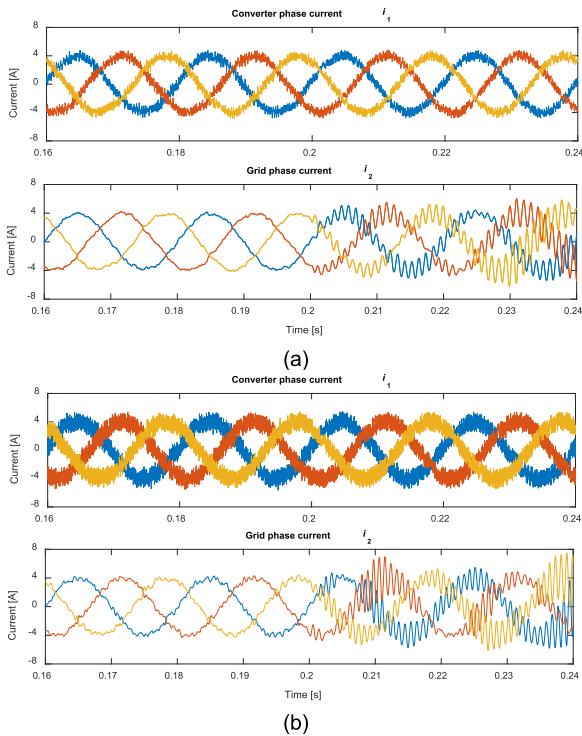 Converter phase current i1
8
4
0
-4
-8
Current [A]
0.16 0.18 0.2 0.22 0.24
Grid phase current i2
8
4
0
-4
-8
Current [A]
0.16 0.17 0.18 0.19 0.2 0.21 0.22 0.23 0.24
Time [s]
(a)
Converter phase current i1
8
4
0
-4
-8
Current [A]
0.16 0.18 0.2 0.22 0.24
Grid phase current i2
8
4
0
-4
-8
Current [A]
0.16 0.17 0.18 0.19 0.2 0.21 0.22 0.23 0.24
Time [s]
(b)